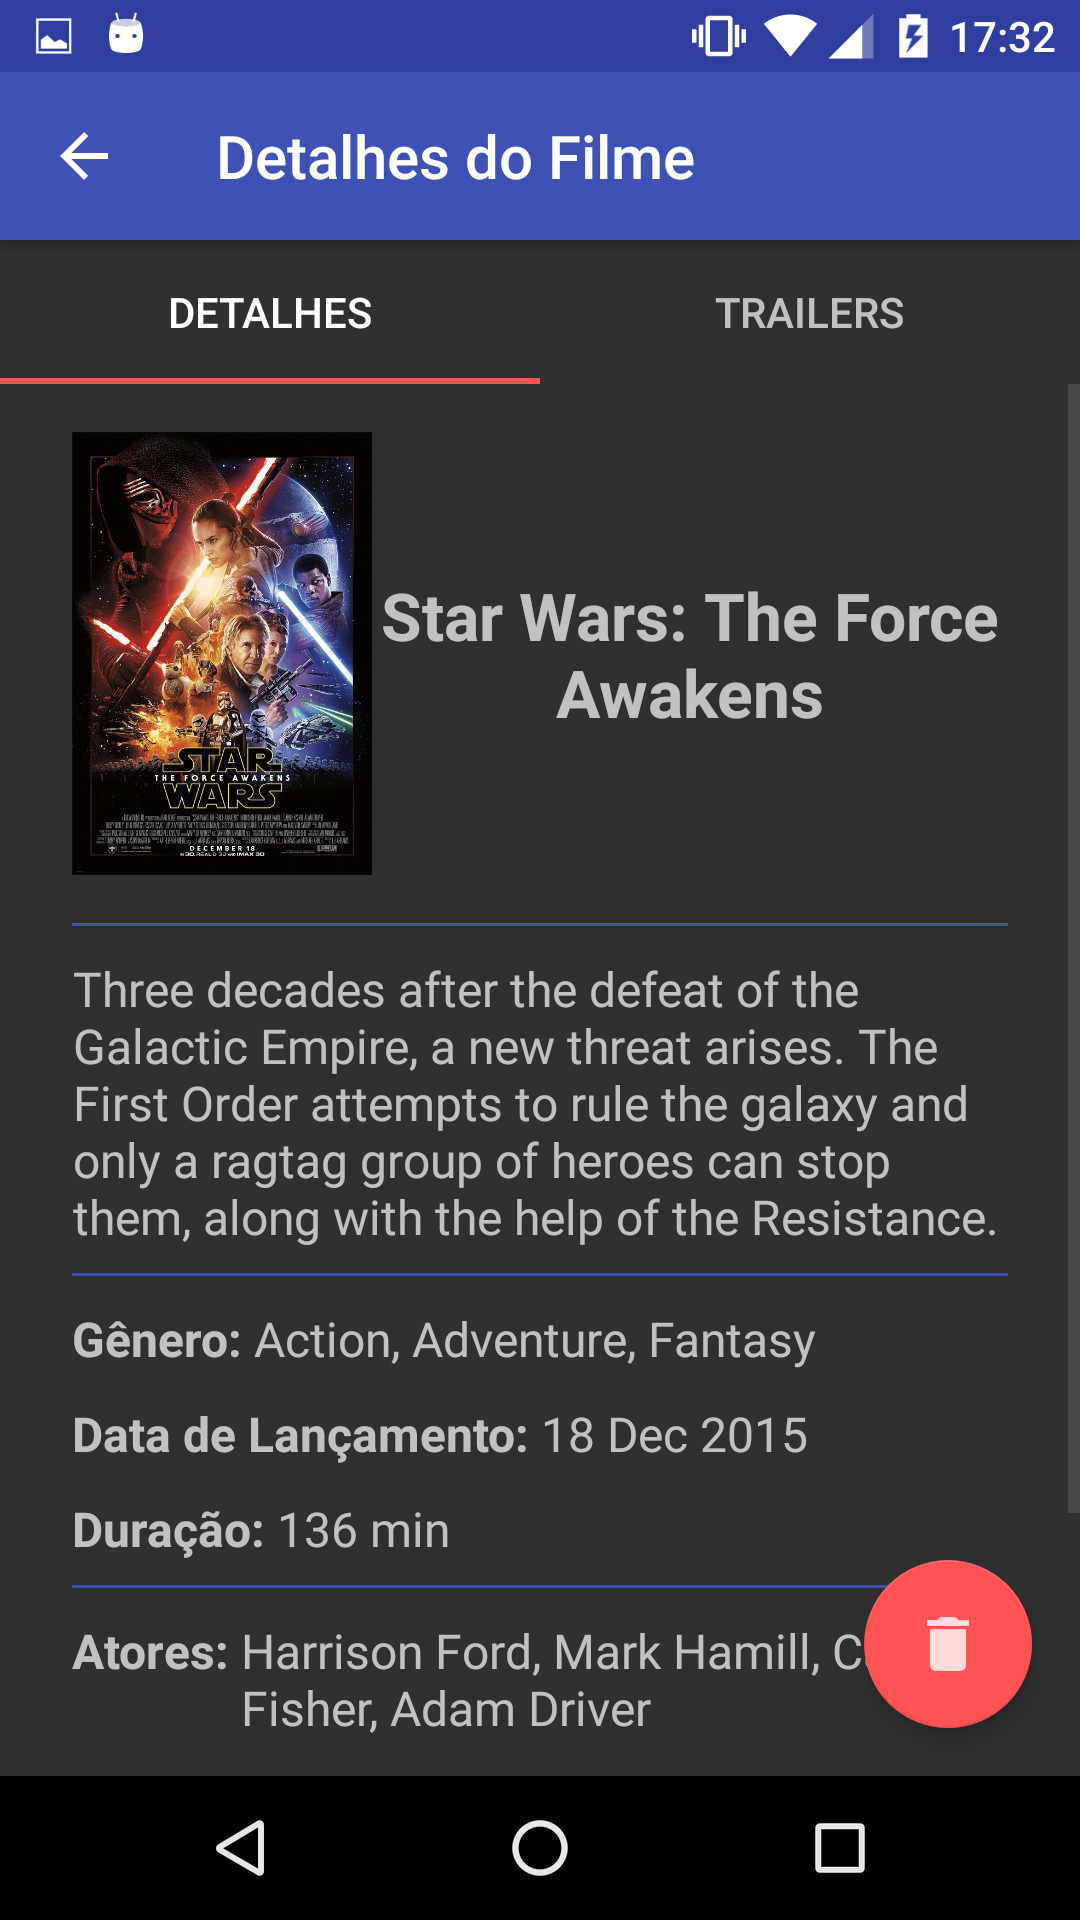 17:32
Detalhes do Filme
DETALHES
TRAILERS
STAR
THE FORCE AWAKENS
WARS
DECEMBER 18
Star Wars: The Force
Awakens
Three decades after the defeat of the
Galactic Empire, a new threat arises. The
First Order attempts to rule the galaxy and
only a ragtag group of heroes can stop
them, along with the help of the Resistance.
Gênero: Action, Adventure, Fantasy
Data de Lançamento: 18 Dec 2015
Duração: 136 min
Atores: Harrison Ford, Mark Hamill,
Fisher, Adam Driver